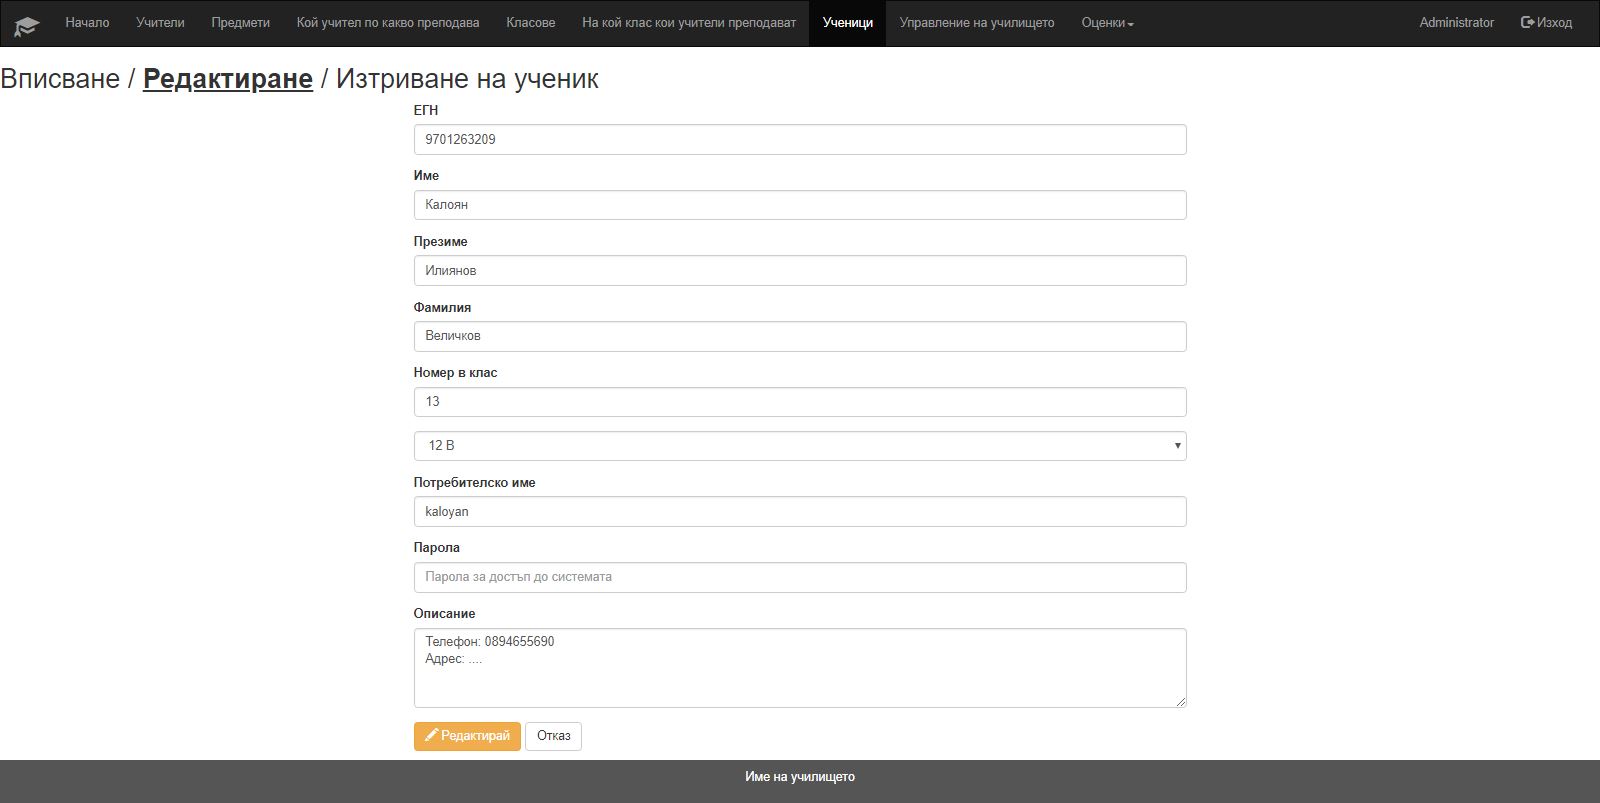 Начало Учители Предмети Кой учител по какво преподава Класове На кой клас кои учители преподават Ученици Управление на училището Оценки Administrator Изход
Вписване / Редактиране / Изтриване на ученик
ЕГН
9701263209
Име
Калоян
Презиме
Илиянов
Фамилия
Величков
Номер в клас
13
12 В
Потребителско име
kaloyan
Парола
Парола за достъп до системата
Описание
Телефон: 0894655690
Адрес: ....
Редактирай Отказ
Име на училището